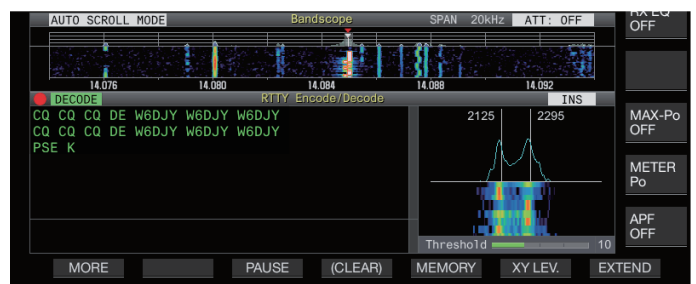 AUTO SCROLL MODE Bandscope SPAN 20kHz ATT: OFF
RX EQ
OFF
14.076 14.080 14.084 14.088 14.092
DECODE RTTY Encode/Decode INS
CQ CQ CQ DE W6DJY W6DJY W6DJY
CQ CQ CQ DE W6DJY W6DJY W6DJY
PSE K
2125 2295
MAX-Po
OFF
METER
Po
APF
OFF
Threshold 10
MORE PAUSE (CLEAR) MEMORY XY LEV. EXTEND